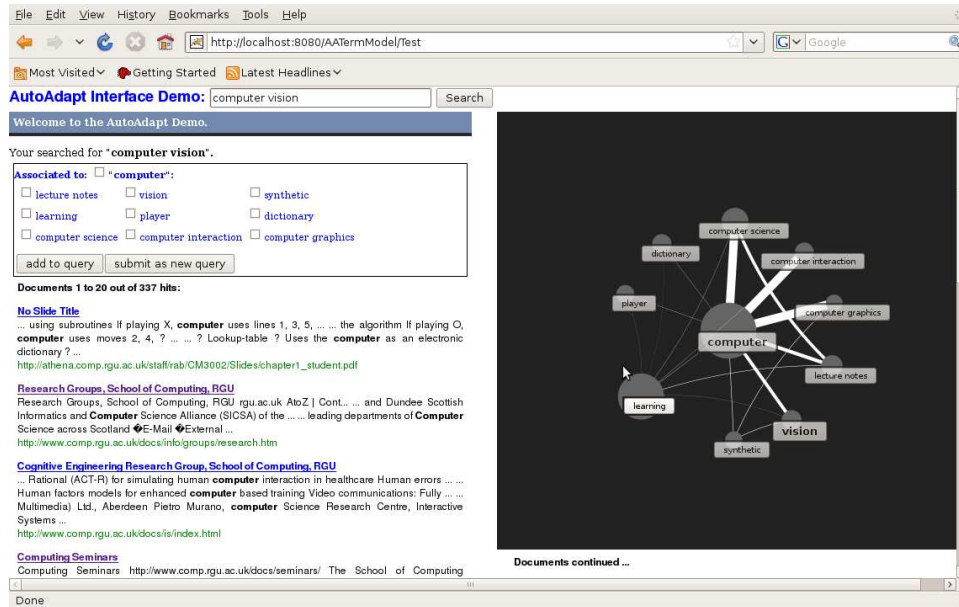 File Edit View History Bookmarks Tools Help
http://localhost:8080/AATermModel/Test
Google
Most Visited Getting Started Latest Headlines
AutoAdapt Interface Demo: computer vision Search
Welcome to the AutoAdapt Demo.
Your searched for "computer vision".
Associated to: "computer":
lecture notes vision synthetic
learning player dictionary
computer science computer interaction computer graphics
add to query submit as new query
Documents 1 to 20 out of 337 hits:
No Slide Title
... using subroutines If playing X, computer uses lines 1, 3, 5, ... ... the algorithm If playing O,
computer uses moves 2, 4, ? ... ... ? Lookup-table ? Uses the computer as an electronic
dictionary ? ...
http://athena.comp.rgu.ac.uk/staff/rab/CM3002/Slides/chapter1_student.pdf
Research Groups, School of Computing, RGU
Research Groups, School of Computing, RGU rgu.ac.uk AtoZ | Cont... ... and Dundee Scottish
Informatics and Computer Science Alliance (SICSA) of the ... ... leading departments of Computer
Science across Scotland �E-Mail �External ...
http://www.comp.rgu.ac.uk/docs/info/groups/research.htm
Cognitive Engineering Research Group, School of Computing, RGU
... Rational (ACT-R) for simulating human computer interaction in healthcare Human errors ... ...
Human factors models for enhanced computer based training Video communications: Fully ... ...
Multimedia) Ltd., Aberdeen Pietro Murano, computer Science Research Centre, Interactive
Systems ...
http://www.comp.rgu.ac.uk/docs/is/index.html
Computing Seminars
Computing Seminars http://www.comp.rgu.ac.uk/docs/seminars/ The School of Computing
computer science
dictionary
computer interaction
player
computer graphics
computer
lecture notes
learning
vision
synthetic
Documents continued ...
Done